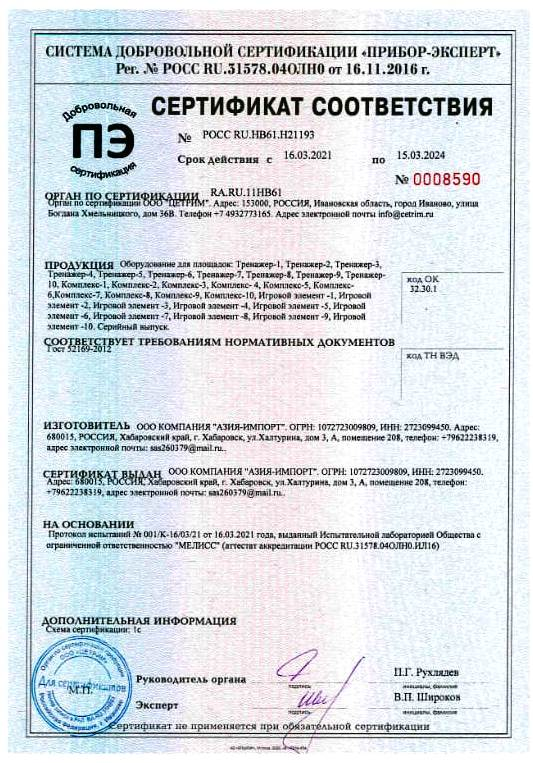 СИСТЕМА ДОБРОВОЛЬНОЙ СЕРТИФИКАЦИИ «ПРИБОР-ЭКСПЕРТ»
Рег. № РОСС RU.31578.04ОЛН0 от 16.11.2016 г.
Добровольная
ПЭ
сертификация
СЕРТИФИКАТ СООТВЕТСТВИЯ
№ РОСС RU.НВ61.Н21193
Срок действия с 16.03.2021 по 15.03.2024
№ 0008590
ОРГАН ПО СЕРТИФИКАЦИИ RA.RU.11НВ61
Орган по сертификации ООО "ЦЕТРИМ". Адрес: 153000, РОССИЯ, Ивановская область, город Иваново, улица
Богдана Хмельницкого, дом 36В. Телефон +7 4932773165. Адрес электронной почты info@cetrim.ru
ПРОДУКЦИЯ Оборудование для площадок: Тренажер-1, Тренажер-2, Тренажер-3,
Тренажер-4, Тренажер-5, Тренажер-6, Тренажер-7, Тренажер-8, Тренажер-9, Тренажер-
10, Комплекс-1, Комплекс-2, Комплекс-3, Комплекс- 4, Комплекс-5, Комплекс-
6,Комплекс-7, Комплекс-8, Комплекс-9, Комплекс-10, Игровой элемент -1, Игровой
элемент -2, Игровой элемент -3, Игровой элемент -4, Игровой элемент -5, Игровой
элемент -6, Игровой элемент -7, Игровой элемент -8, Игровой элемент -9, Игровой
элемент -10. Серийный выпуск.
код ОК
32.30.1
СООТВЕТСТВУЕТ ТРЕБОВАНИЯМ НОРМАТИВНЫХ ДОКУМЕНТОВ
Гост 52169-2012
код ТН ВЭД
ИЗГОТОВИТЕЛЬ ООО КОМПАНИЯ "АЗИЯ-ИМПОРТ". ОГРН: 1072723009809, ИНН: 2723099450. Адрес:
680015, РОССИЯ, Хабаровский край, г. Хабаровск, ул.Халтурина, дом 3, А, помещение 208, телефон: +79622238319,
адрес электронной почты: sas260379@mail.ru..
СЕРТИФИКАТ ВЫДАН ООО КОМПАНИЯ "АЗИЯ-ИМПОРТ". ОГРН: 1072723009809, ИНН: 2723099450.
Адрес: 680015, РОССИЯ, Хабаровский край, г. Хабаровск, ул.Халтурина, дом 3, А, помещение 208, телефон:
+79622238319, адрес электронной почты: sas260379@mail.ru..
НА ОСНОВАНИИ
Протокол испытаний № 001/К-16/03/21 от 16.03.2021 года, выданный Испытательной лабораторией Общества с
ограниченной ответственностью "МЕЛИСС" (аттестат аккредитации РОСС RU.31578.04ОЛН0.ИЛ16)
ДОПОЛНИТЕЛЬНАЯ ИНФОРМАЦИЯ
Схема сертификации: 1с
Орган по сертификации продукции
ООО «ЦЕТРИМ»
Для сертификатов
М.П.
Руководитель органа
подпись
П.Г. Рухлядев
инициалы, фамилия
Эксперт
подпись
В.П. Широков
инициалы, фамилия
Сертификат не применяется при обязательной сертификации